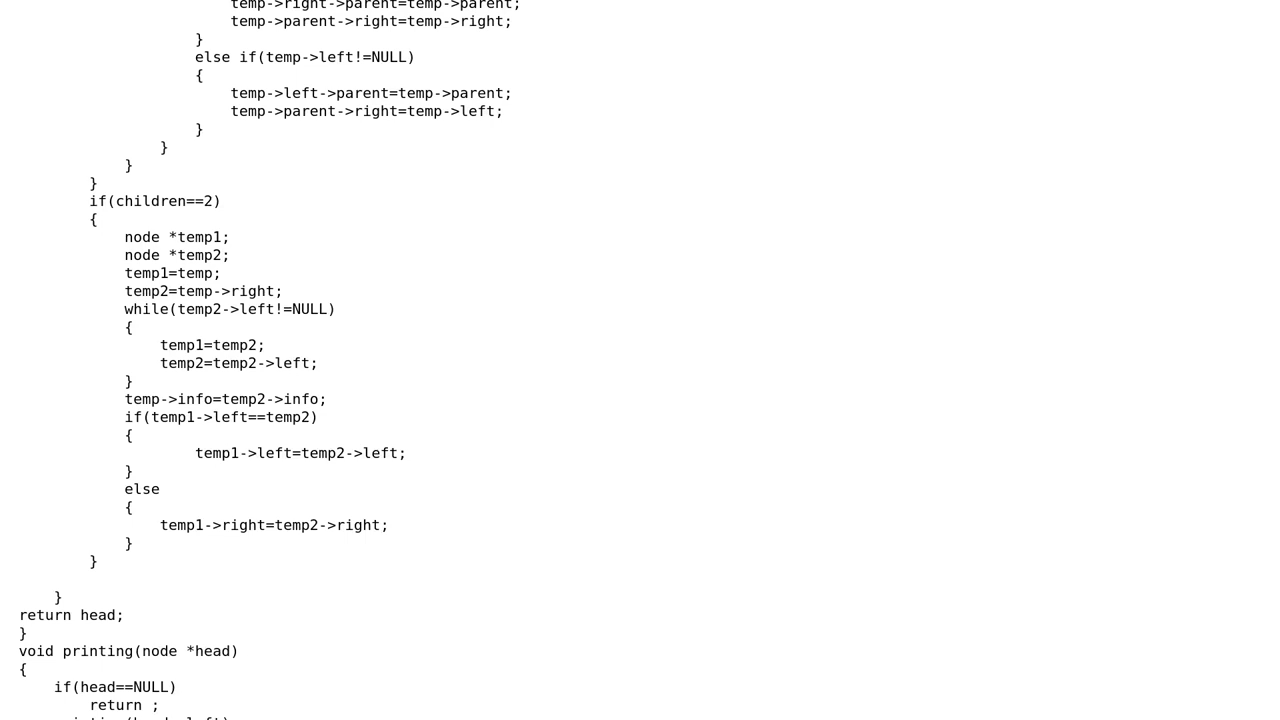 temp->right->parent=temp->parent;
temp->parent->right=temp->right;
}
else if(temp->left!=NULL)
{
temp->left->parent=temp->parent;
temp->parent->right=temp->left;
}
}
}
}
if(children==2)
{
node *temp1;
node *temp2;
temp1=temp;
temp2=temp->right;
while(temp2->left!=NULL)
{
temp1=temp2;
temp2=temp2->left;
}
temp->info=temp2->info;
if(temp1->left==temp2)
{
temp1->left=temp2->left;
}
else
{
temp1->right=temp2->right;
}
}
}
return head;
}
void printing(node *head)
{
if(head==NULL)
return ;